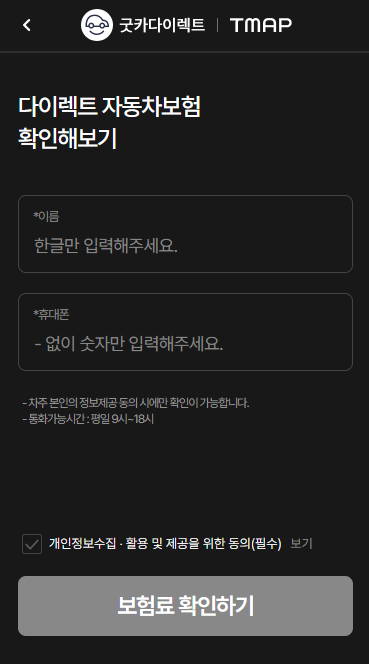 굿카다이렉트 | TMAP
다이렉트 자동차보험
확인해보기
*이름
한글만 입력해주세요.
*휴대폰
- 없이 숫자만 입력해주세요.
- 차주 본인의 정보제공 동의 시에만 확인이 가능합니다.
- 통화가능시간 : 평일 9시~18시
개인정보수집 · 활용 및 제공을 위한 동의(필수) 보기
보험료 확인하기